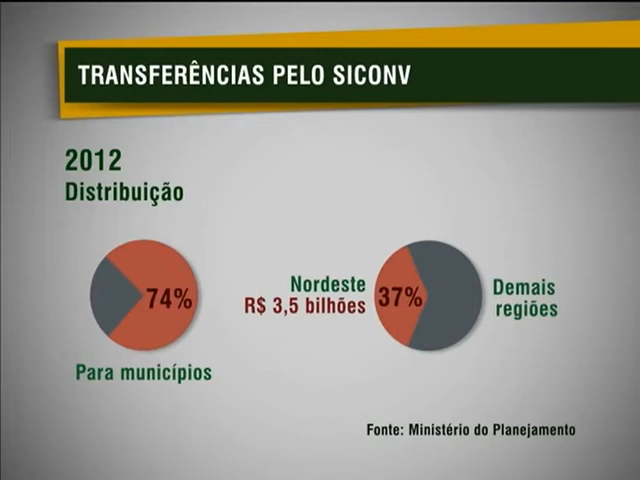 TRANSFERÊNCIAS PELO SICONV
2012
Distribuição
74%
Para municípios
Nordeste
R$ 3,5 bilhões
37%
Demais
regiões
Fonte: Ministério do Planejamento